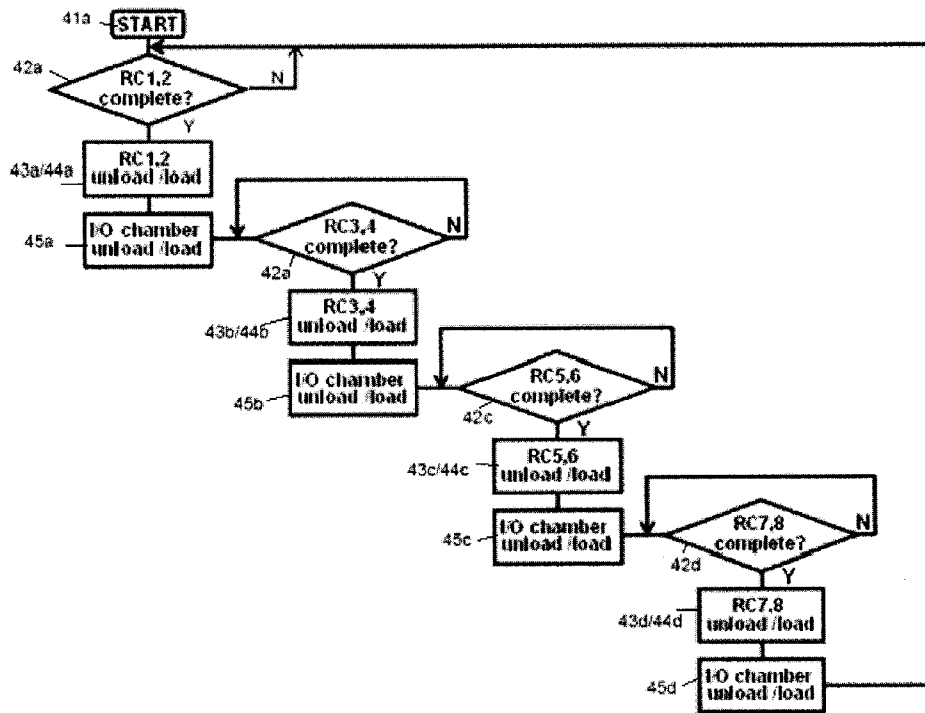 41a
START
42a
RC1,2
complete?
N
Y
43a/44a
RC1,2
unload /load
45a
I/O chamber
unload /load
RC3,4
complete?
N
42a
Y
43b/44b
RC3,4
unload /load
45b
I/O chamber
unload /load
RC5,6
complete?
N
42c
Y
43c/44c
RC5,6
unload /load
45c
I/O chamber
unload /load
RC7,8
complete?
N
42d
Y
43d/44d
RC7,8
unload /load
45d
I/O chamber
unload /load